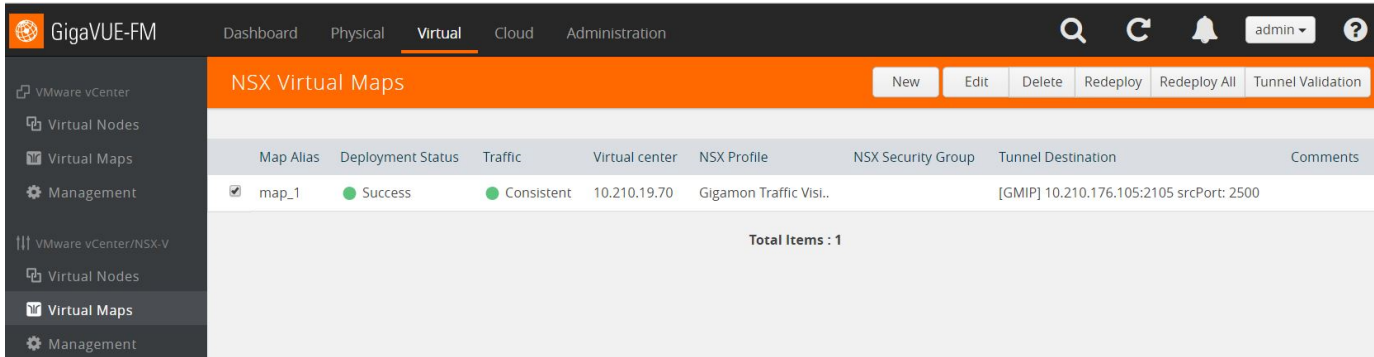 GigaVUE-FM Dashboard Physical Virtual Cloud Administration admin
VMware vCenter
Virtual Nodes
Virtual Maps
Management
VMware vCenter/NSX-V
Virtual Nodes
Virtual Maps
Management
NSX Virtual Maps New Edit Delete Redeploy Redeploy All Tunnel Validation
Map Alias Deployment Status Traffic Virtual center NSX Profile NSX Security Group Tunnel Destination Comments
map_1 Success Consistent 10.210.19.70 Gigamon Traffic Visi.. [GMIP] 10.210.176.105:2105 srcPort: 2500
Total Items : 1